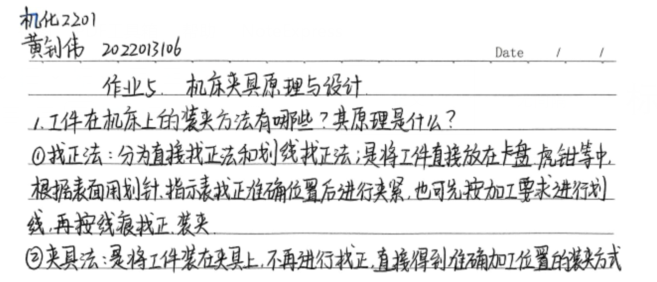 机化2201
黄钊伟 2022013106
Date / /
作业5. 机床夹具原理与设计
1.工件在机床上的装夹方法有哪些?其原理是什么?
①找正法:分为直接找正法和划线找正法;是将工件直接放在卡盘 虎钳等中,
根据表面用划针、指示表找正准确位置后进行夹紧,也可先按加工要求进行划
线,再按线痕找正.装夹
②夹具法:是将工件装在夹具上,不再进行找正,直接得到准确加工位置的装夹方式